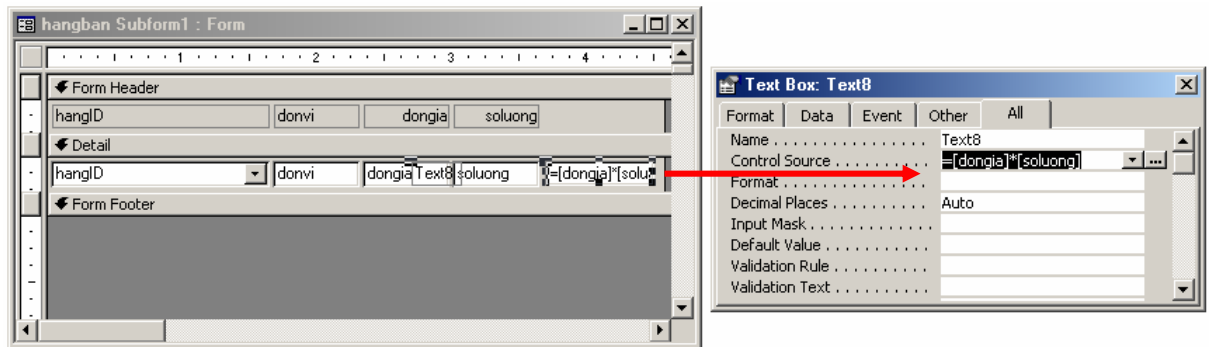 hangban Subform1 : Form
1 2 3 4
Form Header
hangID donvi dongia soluong
Detail
hangID donvi dongia Text8 soluong =[dongia]*[solu
Form Footer
Text Box: Text8
Format Data Event Other All
Name . . . . . . . . . . . . . . . . . Text8
Control Source . . . . . . . . . . =[dongia]*[soluong]
Format . . . . . . . . . . . . . . .
Decimal Places . . . . . . . . . . Auto
Input Mask . . . . . . . . . . . . .
Default Value . . . . . . . . . . .
Validation Rule . . . . . . . . . .
Validation Text . . . . . . . . . .